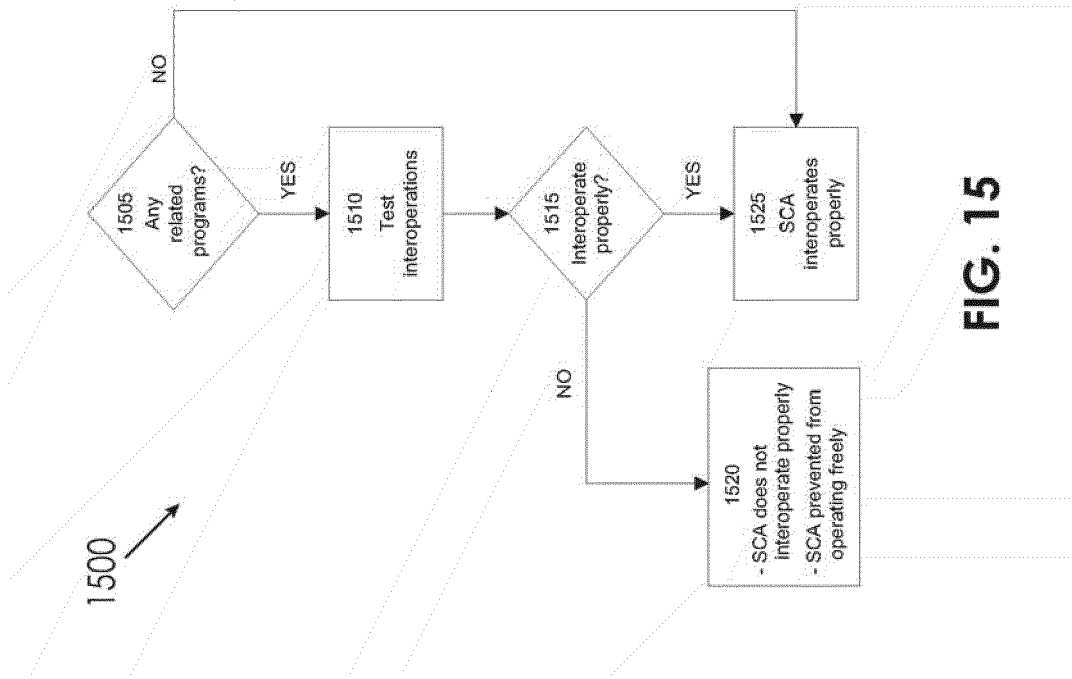 1500
1505
Any
related
programs?
NO
YES
1510
Test
interoperations
1515
Interoperate
properly?
NO
YES
1520
- SCA does not
interoperate properly
- SCA prevented from
operating freely
1525
SCA
interoperates
properly
FIG. 15